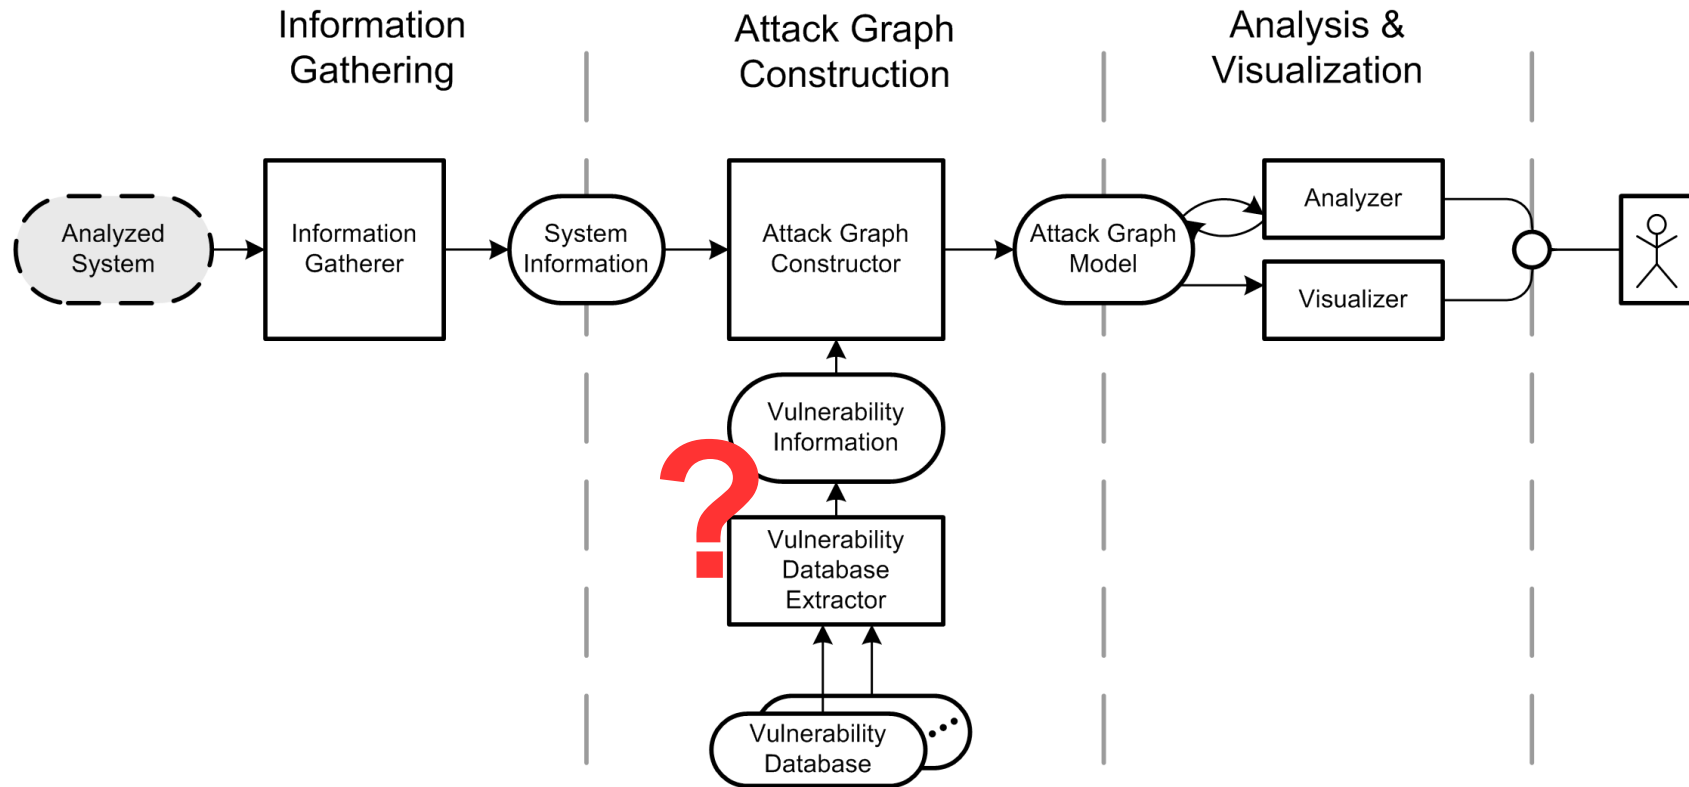 Information
Gathering
Attack Graph
Construction
Analysis &
Visualization
Analyzed
System
Information
Gatherer
System
Information
Attack Graph
Constructor
Attack Graph
Model
Analyzer
Visualizer
Vulnerability
Information
?
Vulnerability
Database
Extractor
Vulnerability
Database
...